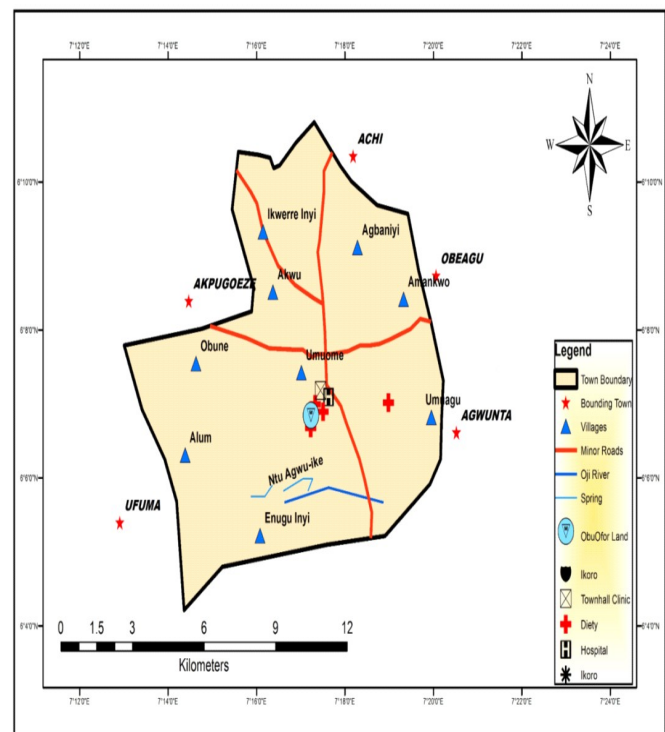 7°12'0"E 7°14'0"E 7°16'0"E 7°18'0"E 7°20'0"E 7°22'0"E 7°24'0"E
N
W E
S
ACHI
6°10'0"N 6°10'0"N
Ikwerre Inyi
Agbaniyi
OBEAGU
Akwu
Amankwo
AKPUGOEZE
6°8'0"N 6°8'0"N
Obune
Umuome
Umuagu
AGWUNTA
Alum
6°6'0"N 6°6'0"N
Ntu Agwu-ike
UFUMA
Enugu Inyi
6°4'0"N 6°4'0"N
0 1.5 3 6 9 12
Kilometers
Legend
Town Boundary
Bounding Town
Villages
Minor Roads
Oji River
Spring
ObuOfor Land
Ikoro
Townhall Clinic
Diety
H Hospital
Ikoro
7°12'0"E 7°14'0"E 7°16'0"E 7°18'0"E 7°20'0"E 7°22'0"E 7°24'0"E